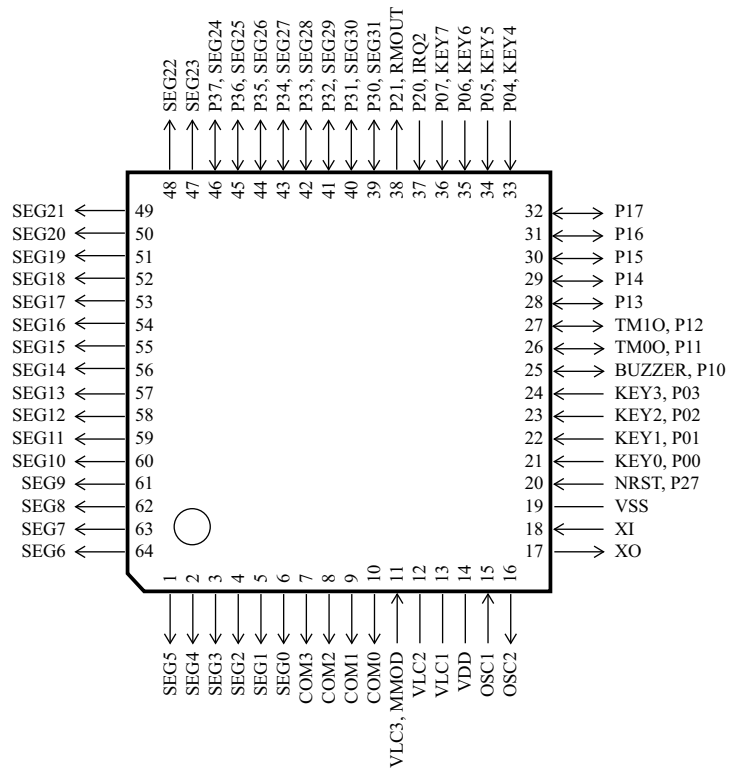 SEG22
SEG23
P37, SEG24
P36, SEG25
P35, SEG26
P34, SEG27
P33, SEG28
P32, SEG29
P31, SEG30
P30, SEG31
P21, RMOUT
P20, IRQ2
P07, KEY7
P06, KEY6
P05, KEY5
P04, KEY4
48
47
46
45
44
43
42
41
40
39
38
37
36
35
34
33
SEG21 49
SEG20 50
SEG19 51
SEG18 52
SEG17 53
SEG16 54
SEG15 55
SEG14 56
SEG13 57
SEG12 58
SEG11 59
SEG10 60
SEG9 61
SEG8 62
SEG7 63
SEG6 64
32 P17
31 P16
30 P15
29 P14
28 P13
27 TM1O, P12
26 TM0O, P11
25 BUZZER, P10
24 KEY3, P03
23 KEY2, P02
22 KEY1, P01
21 KEY0, P00
20 NRST, P27
19 VSS
18 XI
17 XO
1
2
3
4
5
6
7
8
9
10
11
12
13
14
15
16
SEG5
SEG4
SEG3
SEG2
SEG1
SEG0
COM3
COM2
COM1
COM0
VLC3, MMOD
VLC2
VLC1
VDD
OSC1
OSC2